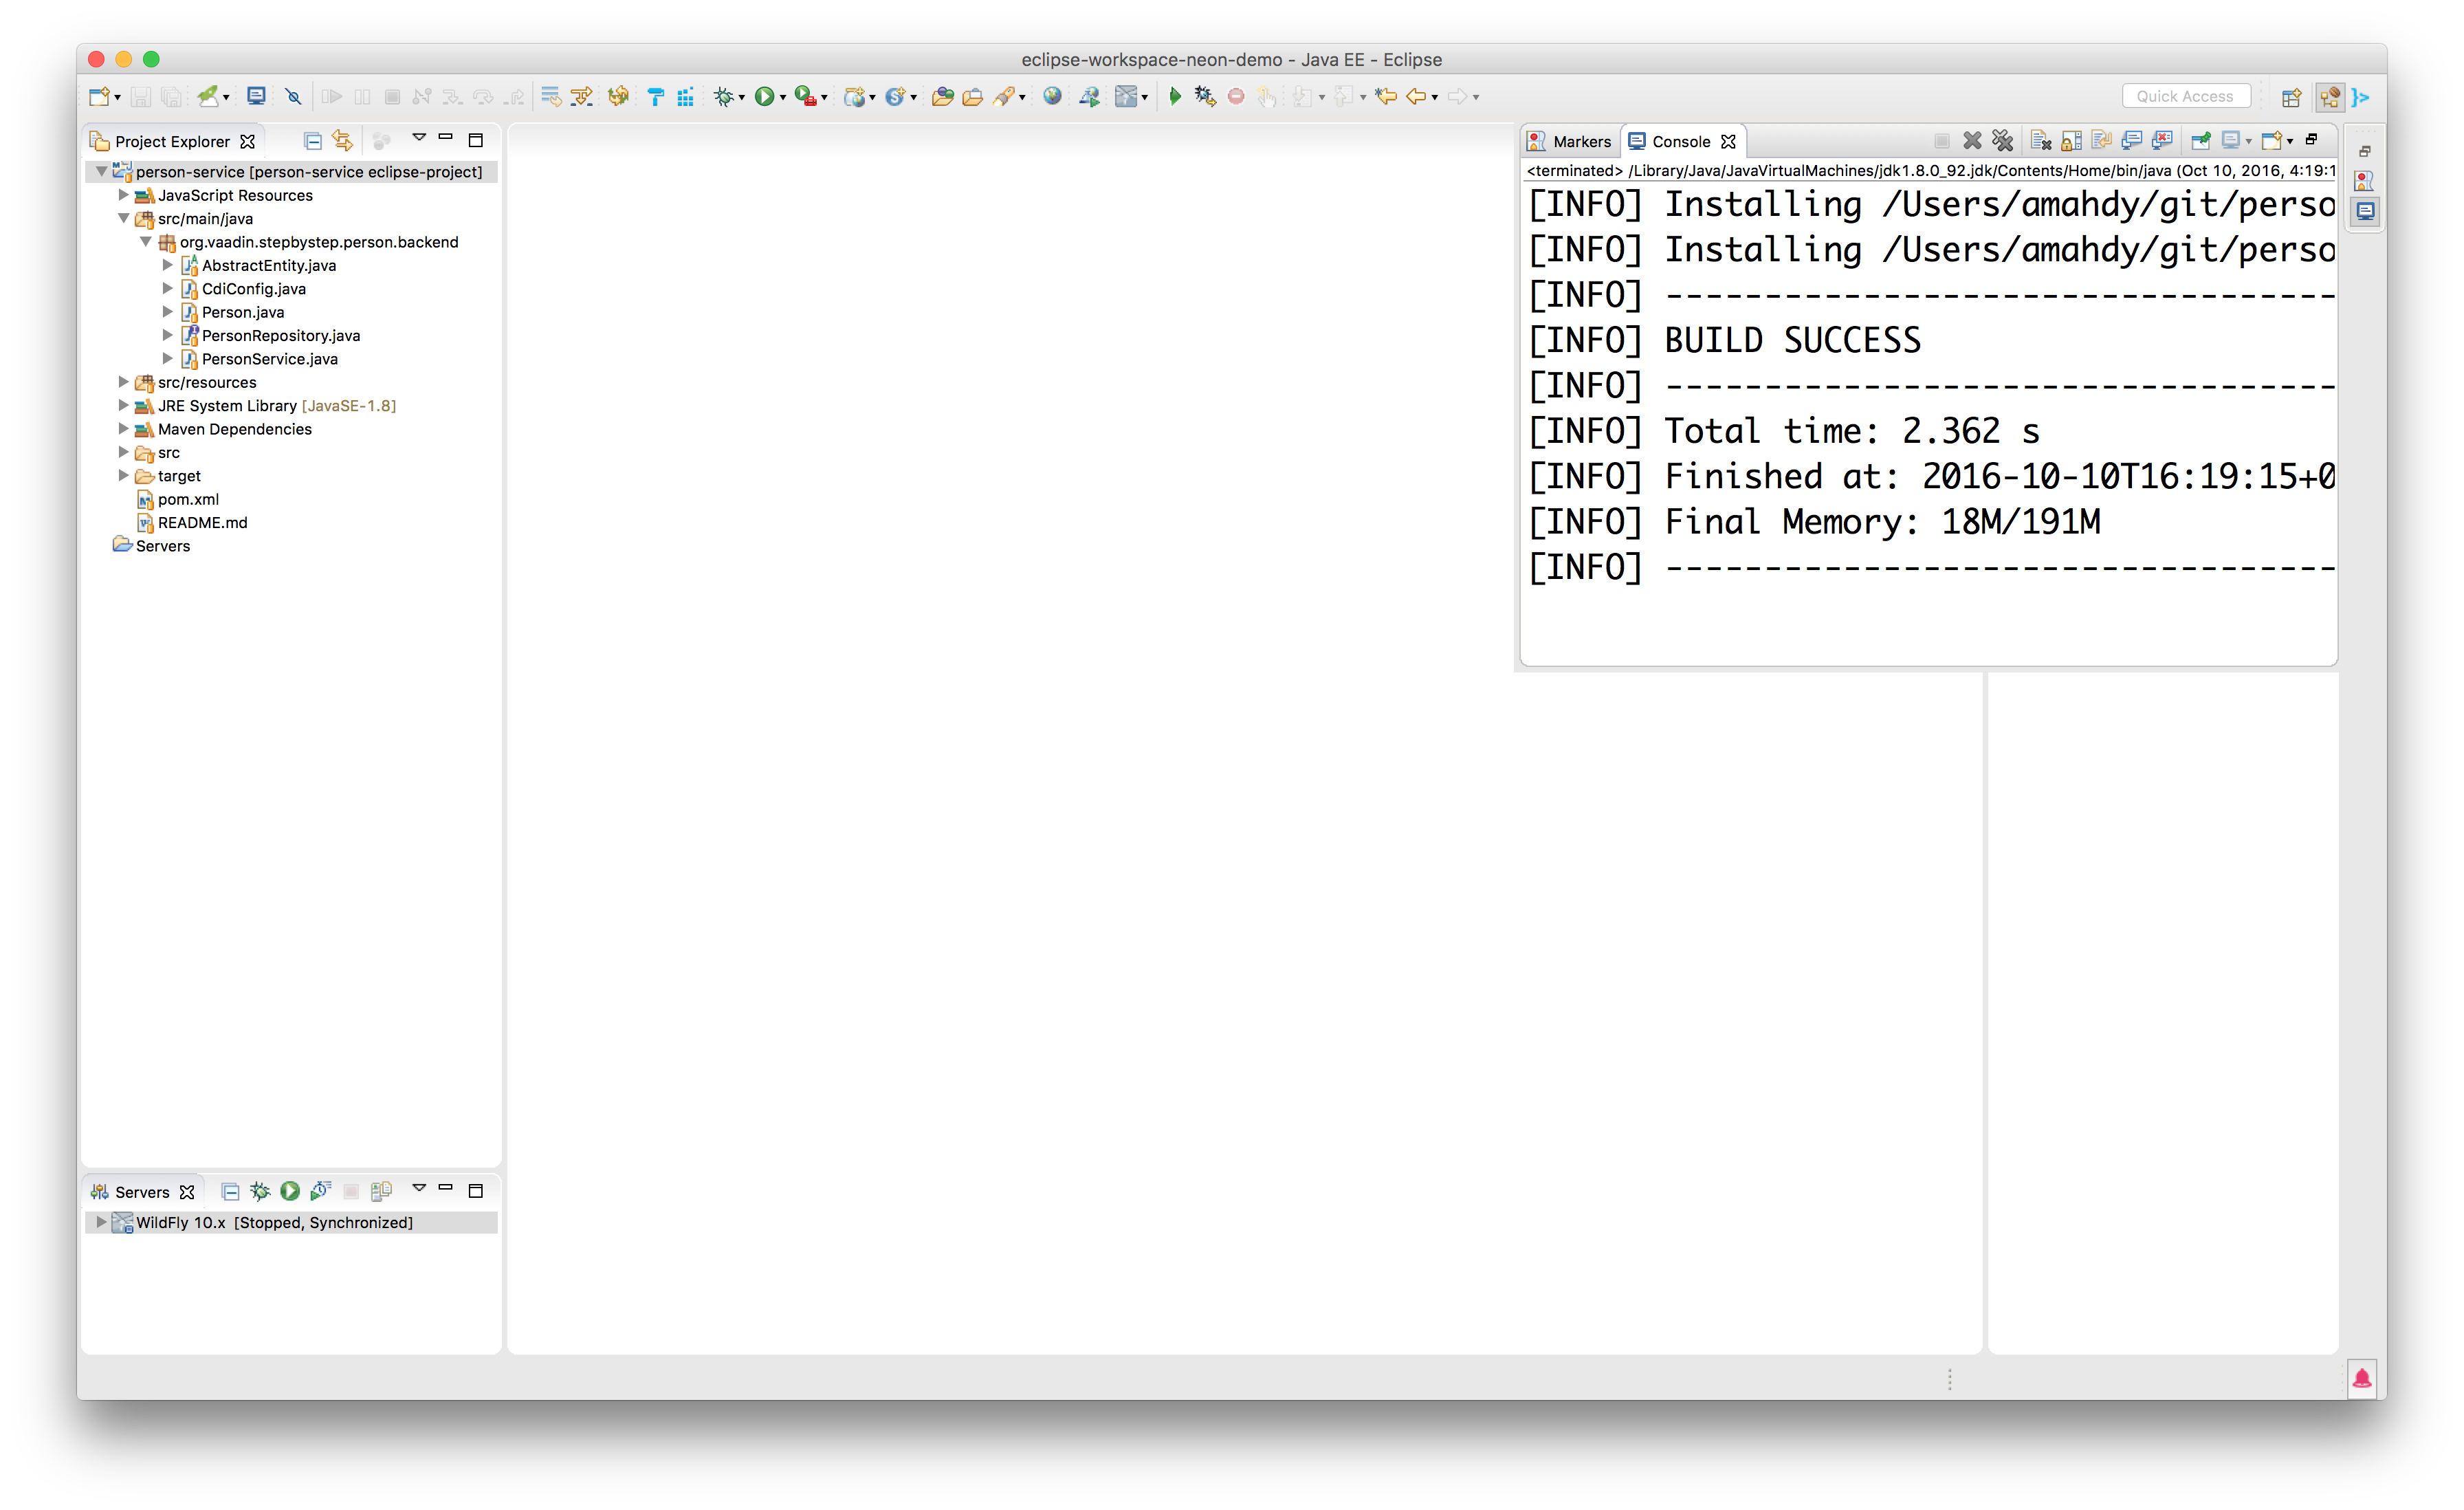 eclipse-workspace-neon-demo - Java EE - Eclipse
Quick Access
Project Explorer
person-service [person-service eclipse-project]
JavaScript Resources
src/main/java
org.vaadin.stepbystep.person.backend
AbstractEntity.java
CdiConfig.java
Person.java
PersonRepository.java
PersonService.java
src/resources
JRE System Library [JavaSE-1.8]
Maven Dependencies
src
target
pom.xml
README.md
Servers
Servers
WildFly 10.x [Stopped, Synchronized]
Markers
Console
<terminated> /Library/Java/JavaVirtualMachines/jdk1.8.0_92.jdk/Contents/Home/bin/java (Oct 10, 2016, 4:19:1
[INFO] Installing /Users/amahdy/git/perso
[INFO] Installing /Users/amahdy/git/perso
[INFO] ----------------------------------
[INFO] BUILD SUCCESS
[INFO] ----------------------------------
[INFO] Total time: 2.362 s
[INFO] Finished at: 2016-10-10T16:19:15+0
[INFO] Final Memory: 18M/191M
[INFO] ----------------------------------